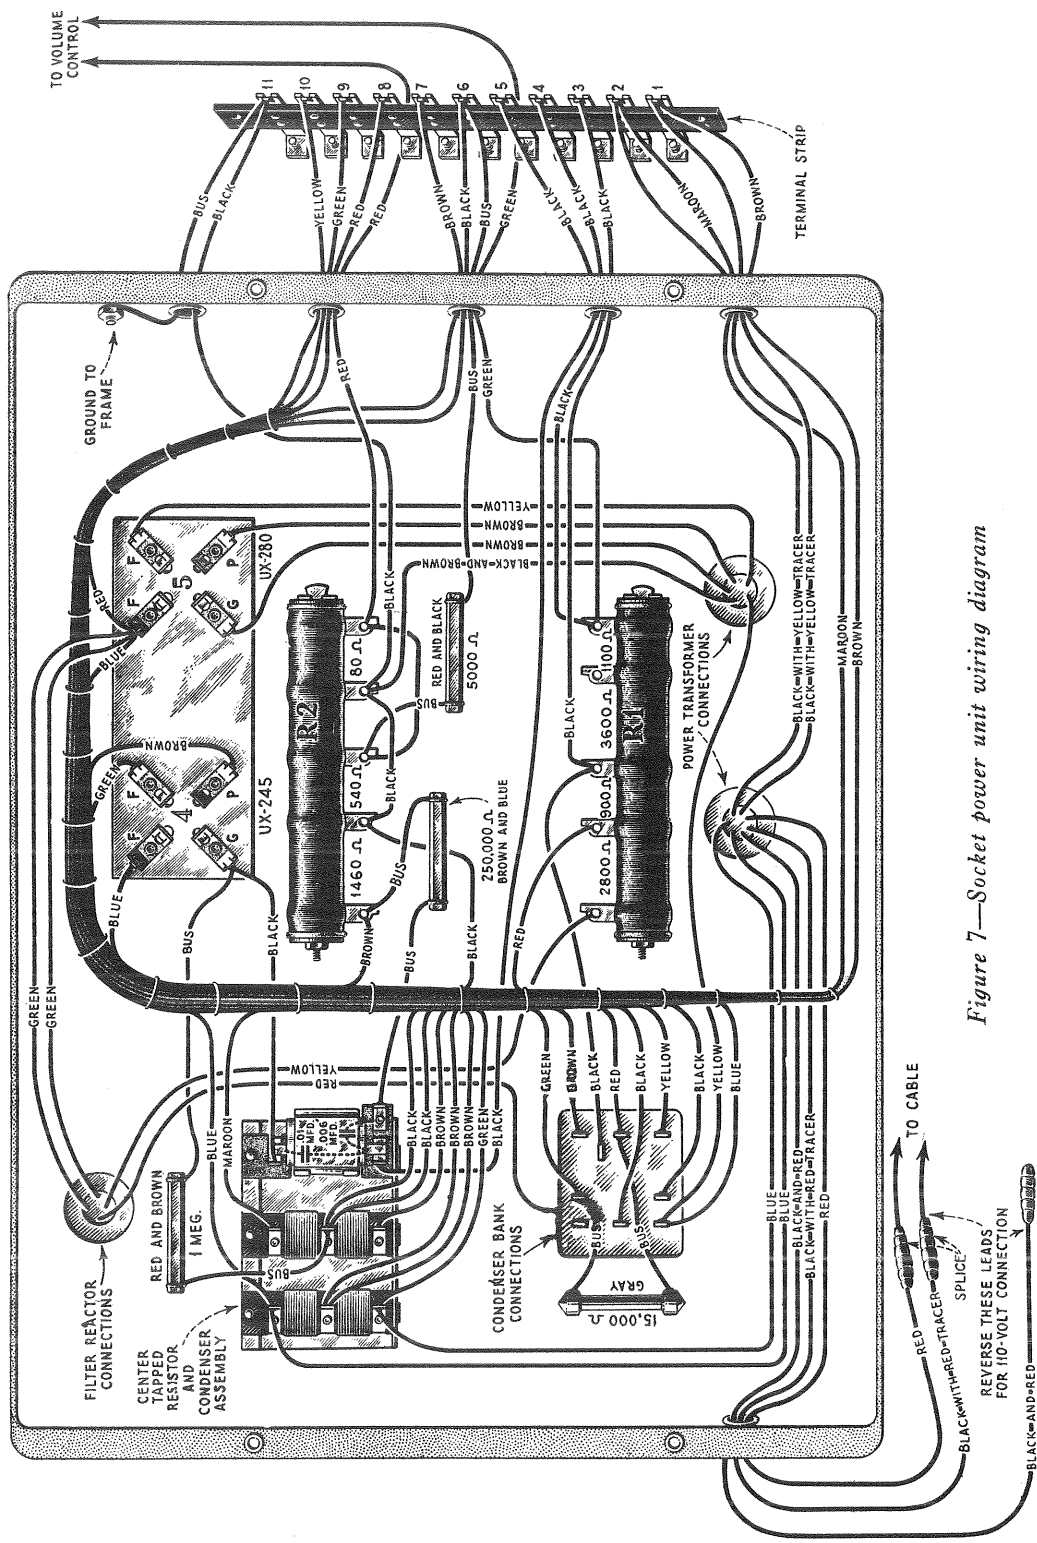 TO VOLUME
CONTROL
11
10
9
8
7
6
5
4
3
2
1
TERMINAL STRIP
BUS
BLACK
YELLOW
GREEN
RED
RED
BROWN
BLACK
BUS
GREEN
BLACK
BLACK
BLACK
MAROON
BROWN
GROUND TO
FRAME
RED
BUS
GREEN
BLACK
YELLOW
BROWN
BROWN
BLACK-AND-BROWN
UX-280
F
F
P
G
5
RED
BLUE
BLACK
R2
80 Ω
540 Ω
1460 Ω
RED AND BLACK
5000 Ω
BUS
BLACK
R1
1100 Ω
3600 Ω
900 Ω
2800 Ω
BLACK
POWER TRANSFORMER
CONNECTIONS
BLACK-WITH-YELLOW-TRACER
BLACK-WITH-YELLOW-TRACER
MAROON
BROWN
BROWN
GREEN
UX-245
F
F
P
G
4
BLUE
BUS
BLACK
BROWN
BUS
BUS
250,000 Ω
BROWN AND BLUE
BLACK
RED
GREEN
GREEN
YELLOW
RED
BLUE
MAROON
.01
MFD.
.006
MFD.
BLACK
BLACK
BROWN
BROWN
BROWN
GREEN
BLACK
GREEN
BROWN
BLACK
RED
BLACK
YELLOW
BLACK
YELLOW
BLUE
FILTER REACTOR
CONNECTIONS
RED AND BROWN
1 MEG.
CENTER
TAPPED
RESISTOR
AND
CONDENSER
ASSEMBLY
BUS
CONDENSER BANK
CONNECTIONS
BUS
BUS
GRAY
15,000 Ω
BLUE
BLUE
BLACK-AND-RED
BLACK-WITH-RED-TRACER
RED
TO CABLE
SPLICE
RED
BLACK-WITH-RED-TRACER
REVERSE THESE LEADS
FOR 110-VOLT CONNECTION
BLACK-AND-RED
Figure 7—Socket power unit wiring diagram